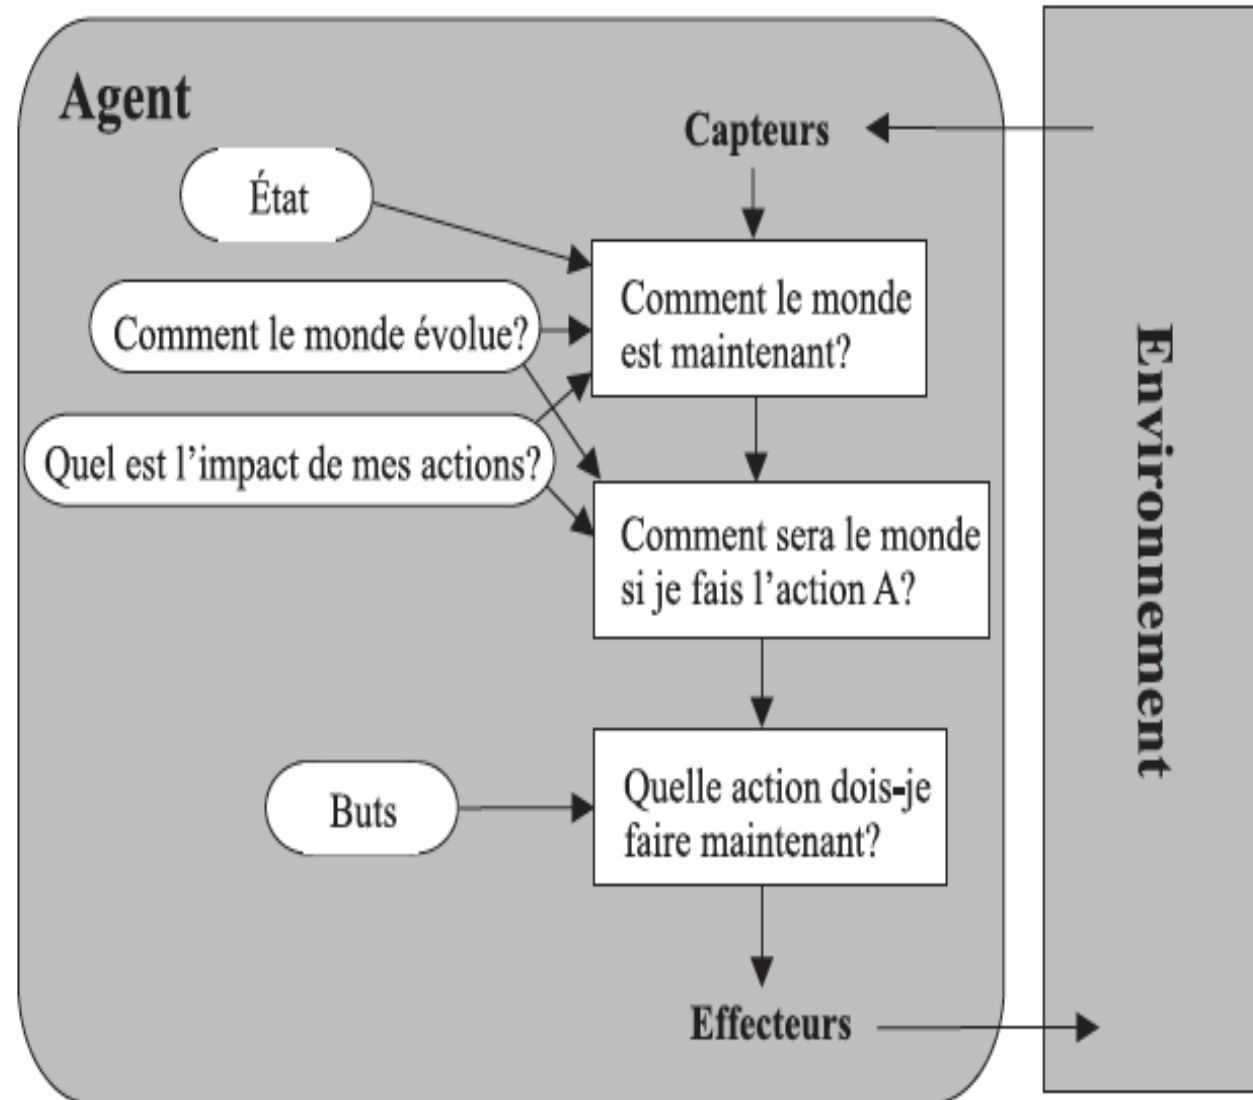 Agent
Capteurs
État
Comment le monde
est maintenant?
Comment le monde évolue?
Quel est l'impact de mes actions?
Comment sera le monde
si je fais l'action A?
Buts
Quelle action dois-je
faire maintenant?
Effecteurs
Environnement